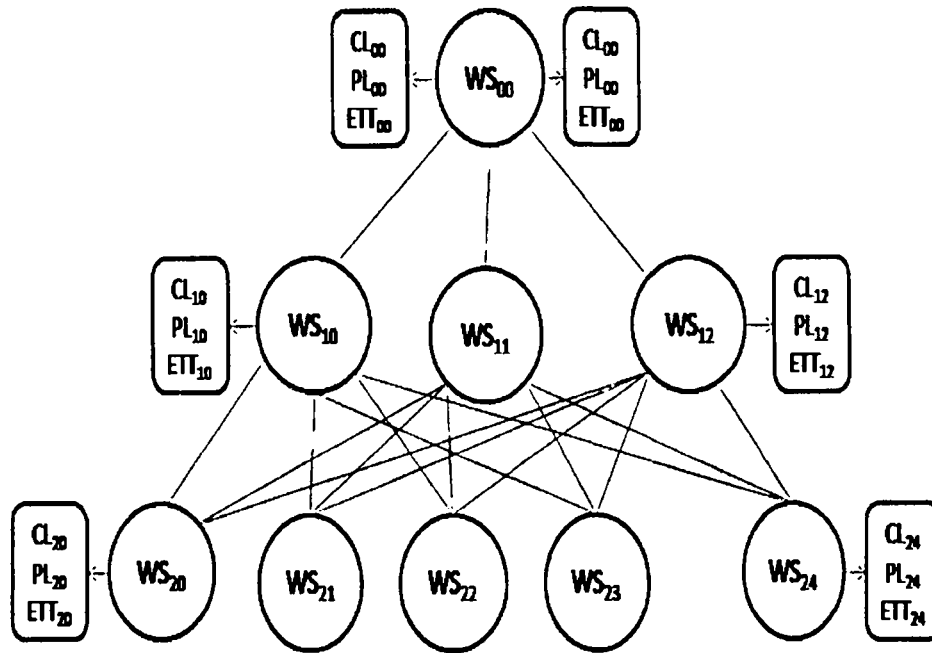 CL₀₀
PL₀₀
ETT₀₀
WS₀₀
CL₀₀
PL₀₀
ETT₀₀
CL₁₀
PL₁₀
ETT₁₀
WS₁₀
WS₁₁
WS₁₂
CL₁₂
PL₁₂
ETT₁₂
CL₂₀
PL₂₀
ETT₂₀
WS₂₀
WS₂₁
WS₂₂
WS₂₃
WS₂₄
CL₂₄
PL₂₄
ETT₂₄